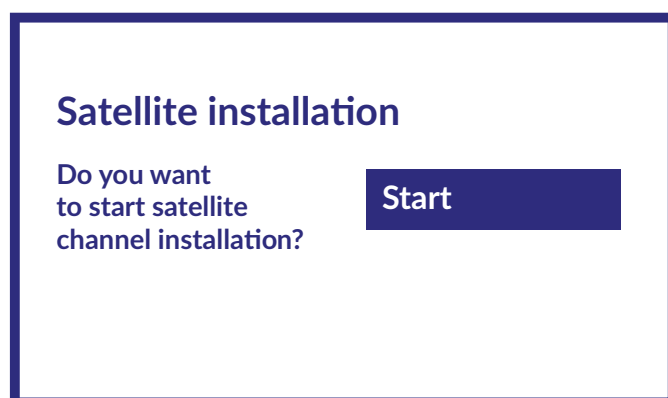 Satellite installation
Do you want
to start satellite
channel installation?
Start